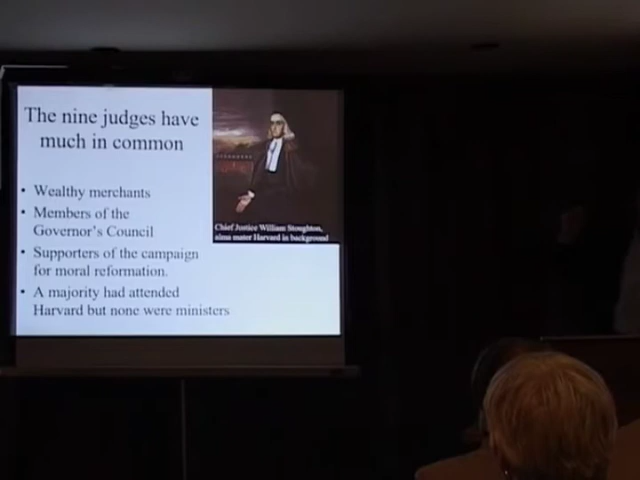 The nine judges have
much in common
• Wealthy merchants
• Members of the
Governor's Council
• Supporters of the campaign
for moral reformation.
• A majority had attended
Harvard but none were ministers
Chief Justice William Stoughton,
alma mater Harvard in background